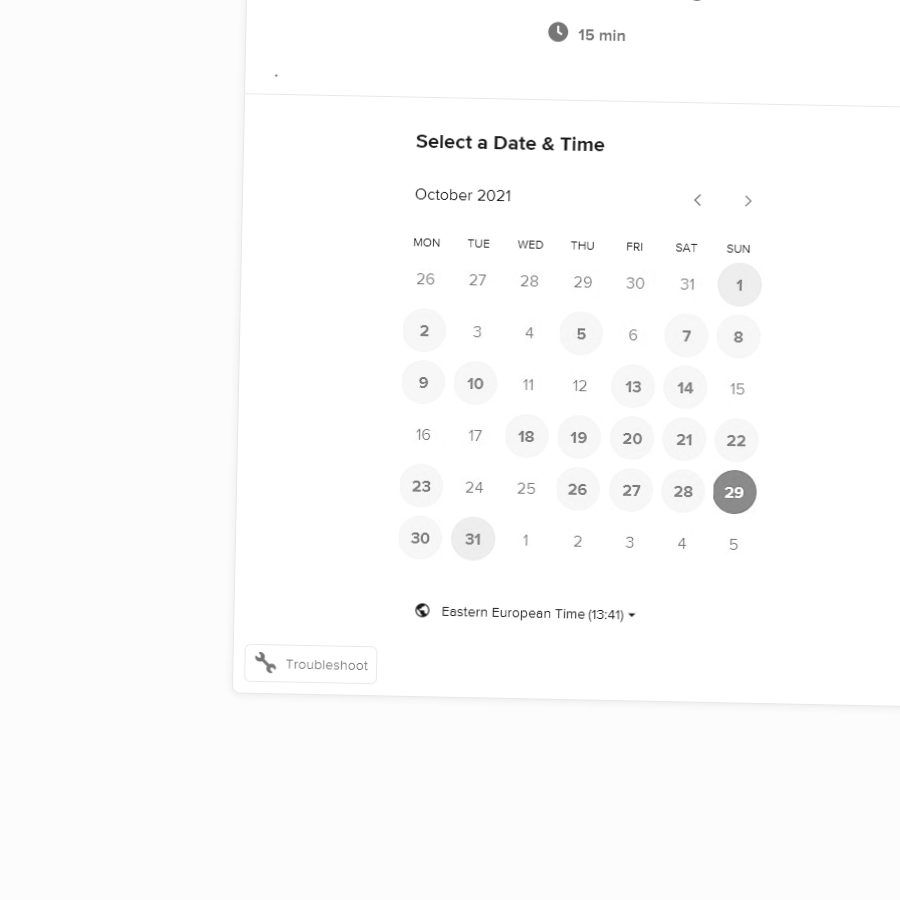 15 min
.
Select a Date & Time
October 2021
MON TUE WED THU FRI SAT SUN
26 27 28 29 30 31 1
2 3 4 5 6 7 8
9 10 11 12 13 14 15
16 17 18 19 20 21 22
23 24 25 26 27 28 29
30 31 1 2 3 4 5
Eastern European Time (13:41)
Troubleshoot